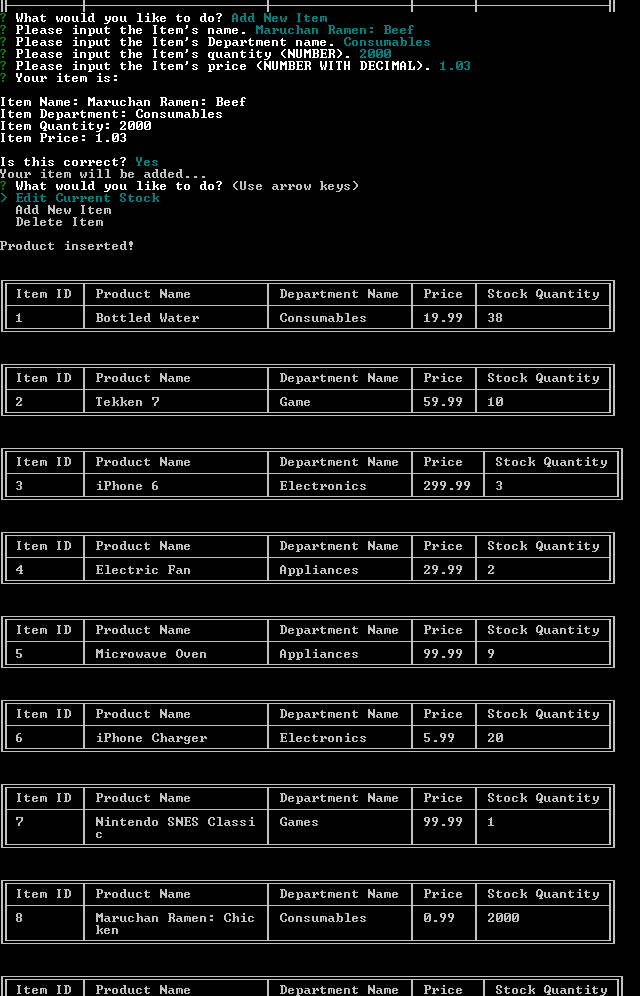 ? What would you like to do? Add New Item
? Please input the Item's name. Maruchan Ramen: Beef
? Please input the Item's Department name. Consumables
? Please input the Item's quantity (NUMBER). 2000
? Please input the Item's price (NUMBER WITH DECIMAL). 1.03
? Your item is:
Item Name: Maruchan Ramen: Beef
Item Department: Consumables
Item Quantity: 2000
Item Price: 1.03
Is this correct? Yes
Your item will be added...
? What would you like to do? (Use arrow keys)
> Edit Current Stock
Add New Item
Delete Item
Product inserted!
Item ID Product Name Department Name Price Stock Quantity
1 Bottled Water Consumables 19.99 38
Item ID Product Name Department Name Price Stock Quantity
2 Tekken 7 Game 59.99 10
Item ID Product Name Department Name Price Stock Quantity
3 iPhone 6 Electronics 299.99 3
Item ID Product Name Department Name Price Stock Quantity
4 Electric Fan Appliances 29.99 2
Item ID Product Name Department Name Price Stock Quantity
5 Microwave Oven Appliances 99.99 9
Item ID Product Name Department Name Price Stock Quantity
6 iPhone Charger Electronics 5.99 20
Item ID Product Name Department Name Price Stock Quantity
7 Nintendo SNES Classi Games 99.99 1
c
Item ID Product Name Department Name Price Stock Quantity
8 Maruchan Ramen: Chic Consumables 0.99 2000
ken
Item ID Product Name Department Name Price Stock Quantity